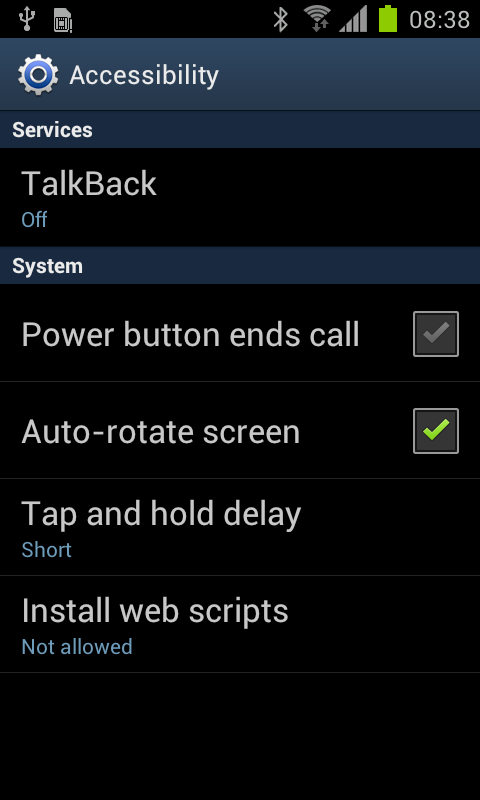 08:38
Accessibility
Services
TalkBack
Off
System
Power button ends call
Auto-rotate screen
Tap and hold delay
Short
Install web scripts
Not allowed